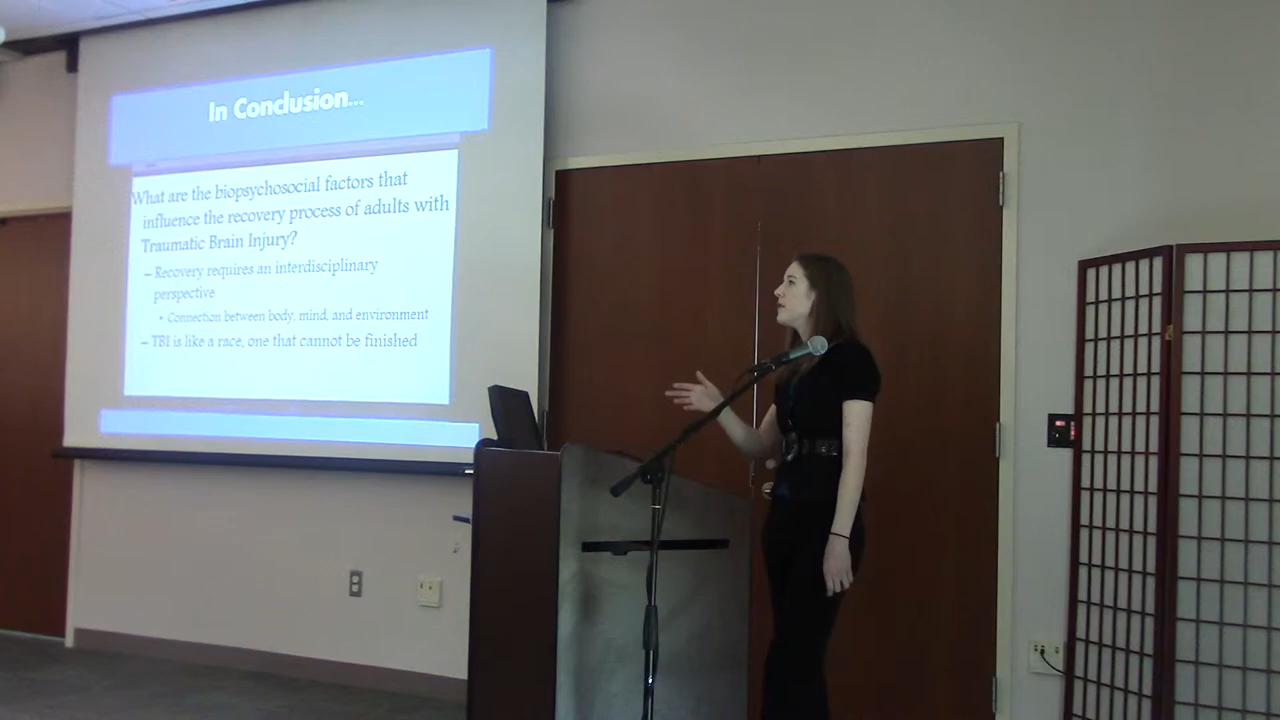 In Conclusion...
What are the biopsychosocial factors that
influence the recovery process of adults with
Traumatic Brain Injury?
– Recovery requires an interdisciplinary
perspective
• Connection between body, mind, and environment
– TBI is like a race, one that cannot be finished